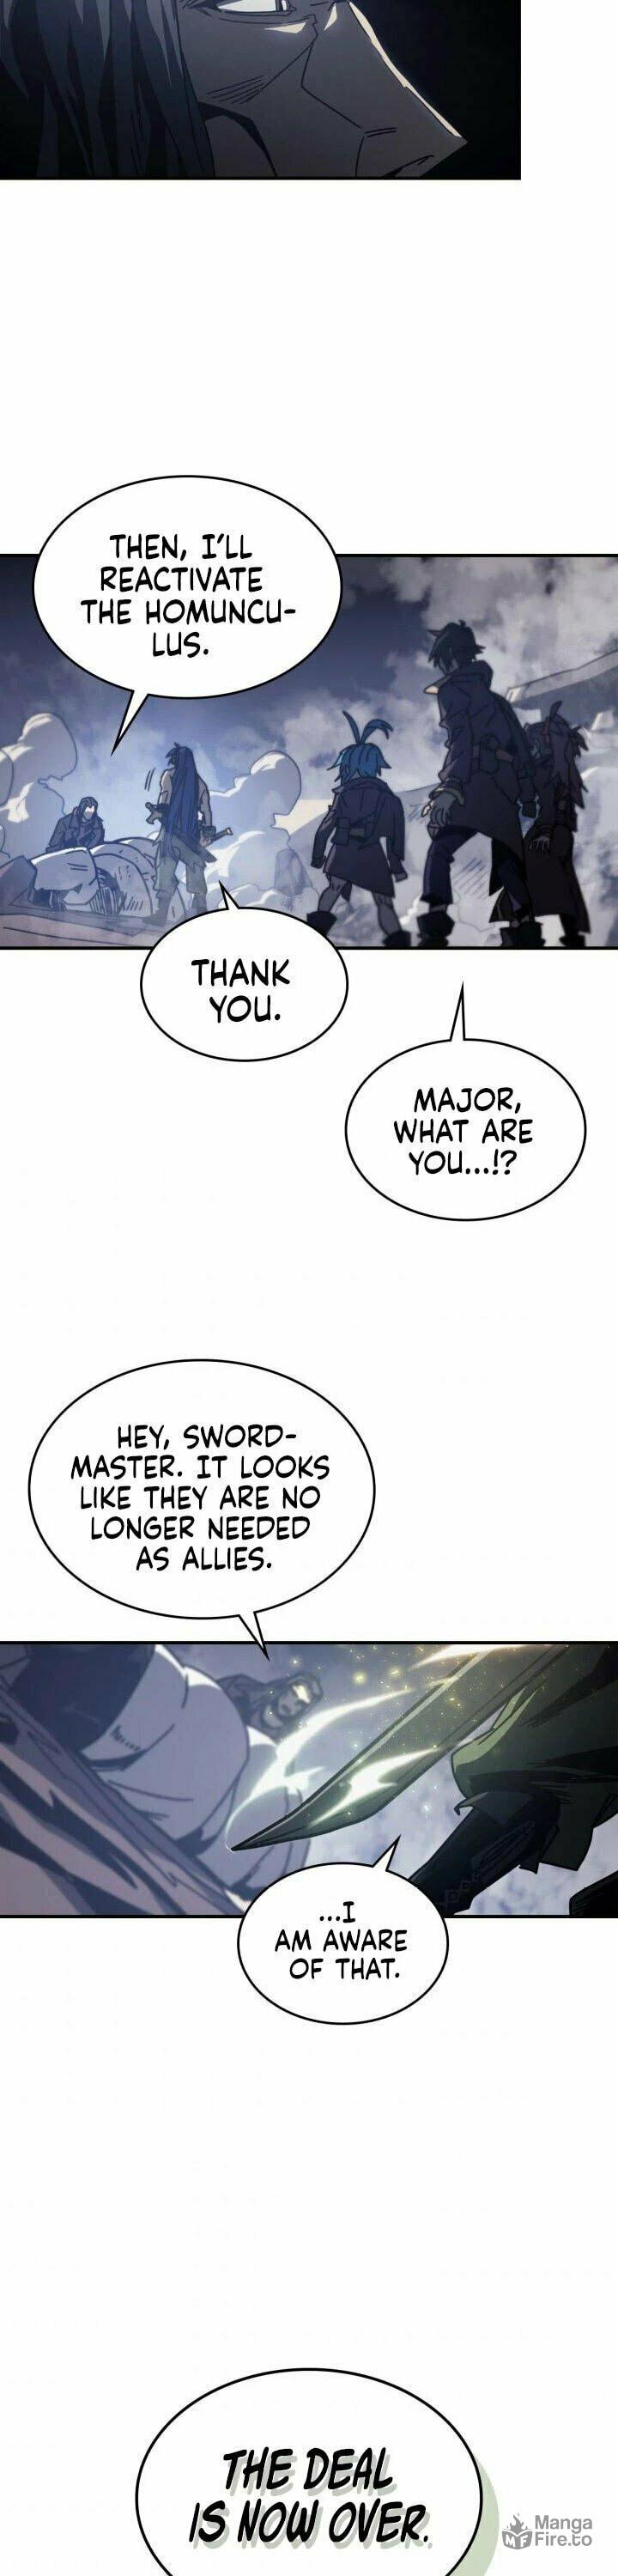 THEN, I'LL
REACTIVATE
THE HOMUNCU-
LUS.
THANK
YOU.
MAJOR,
WHAT ARE
YOU...!?
HEY, SWORD-
MASTER. IT LOOKS
LIKE THEY ARE NO
LONGER NEEDED
AS ALLIES.
...I
AM AWARE
OF THAT.
THE DEAL
IS NOW OVER.
MF Manga
Fire.to